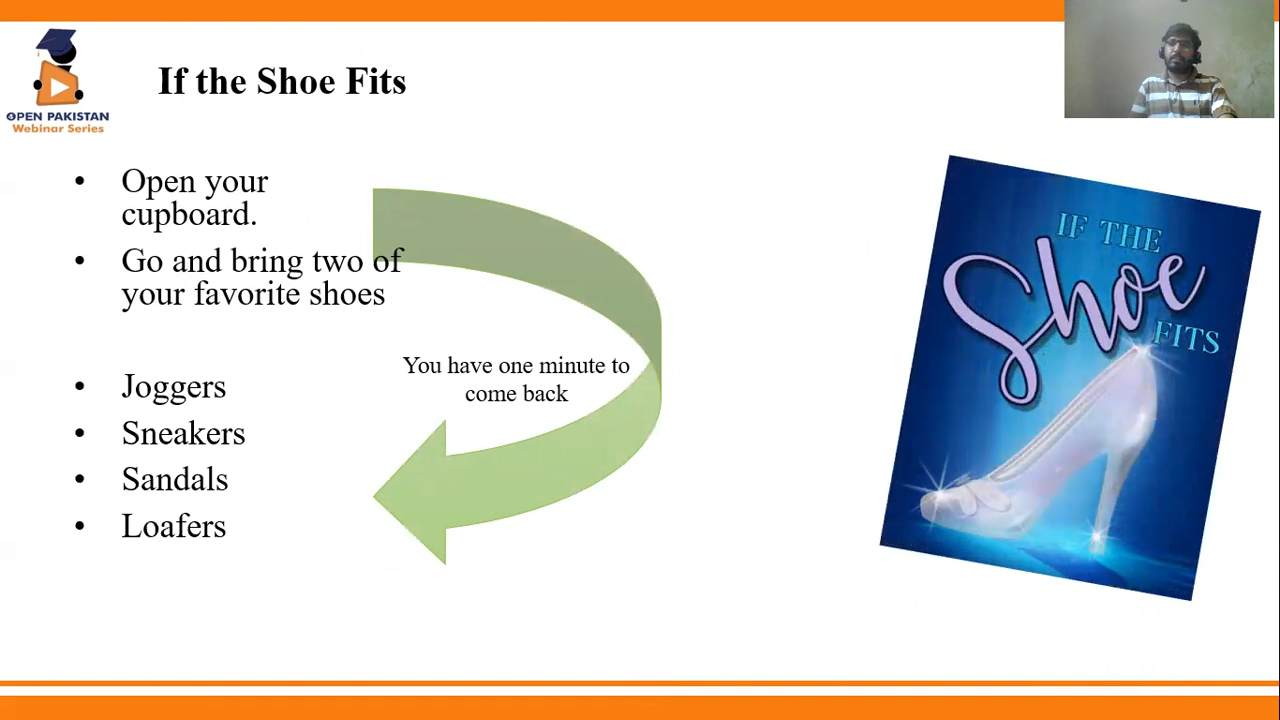 OPEN PAKISTAN
Webinar Series
If the Shoe Fits
• Open your
cupboard.
• Go and bring two of
your favorite shoes
• Joggers
• Sneakers
• Sandals
• Loafers
You have one minute to
come back
IF THE
Shoe
FITS